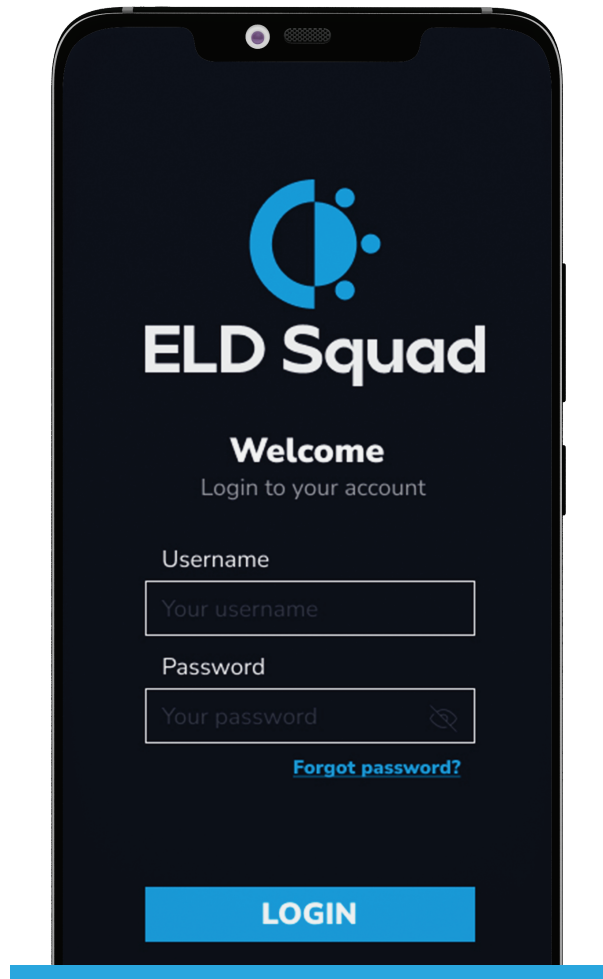 ELD Squad
Welcome
Login to your account
Username
Your username
Password
Your password
Forgot password?
LOGIN